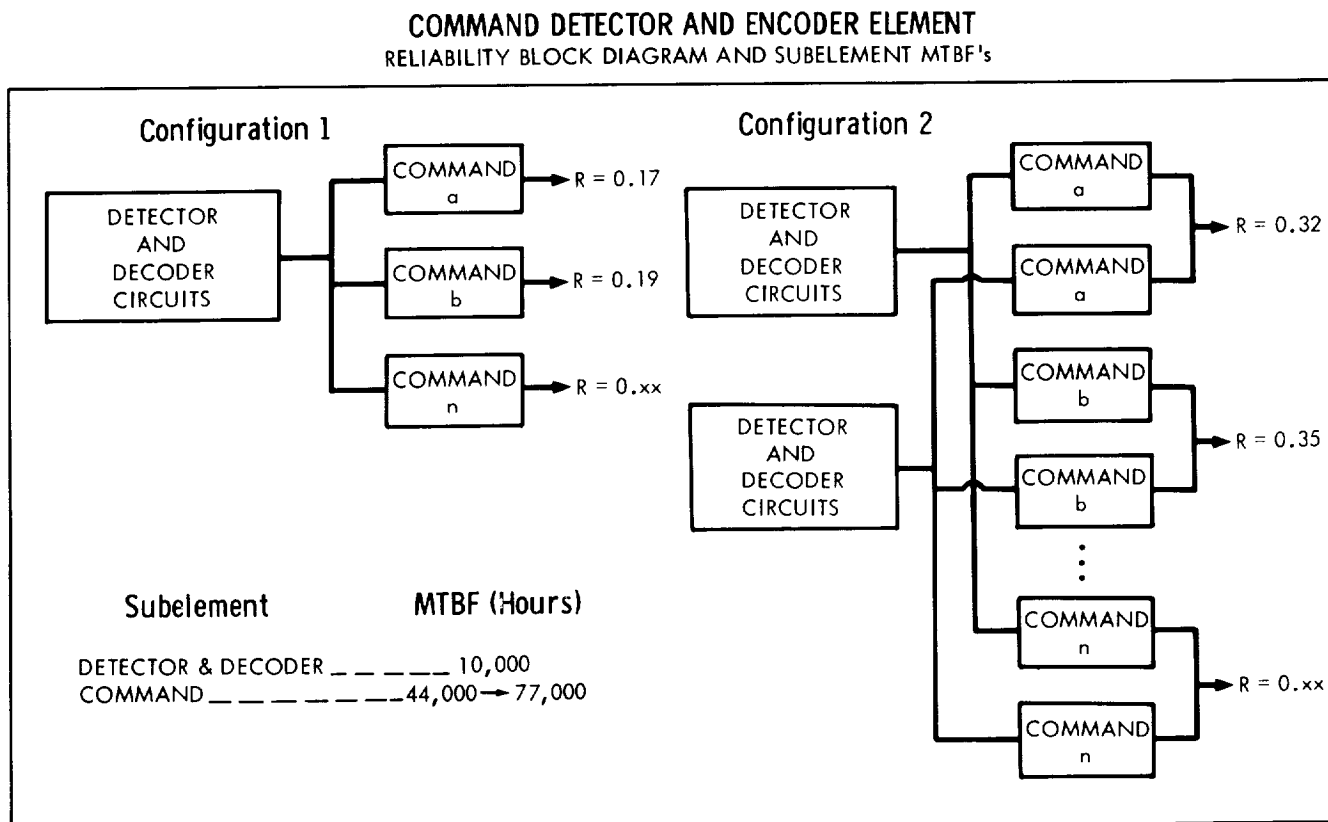 COMMAND DETECTOR AND ENCODER ELEMENT
RELIABILITY BLOCK DIAGRAM AND SUBELEMENT MTBF's
Configuration 1
DETECTOR
AND
DECODER
CIRCUITS
COMMAND
a
R = 0.17
COMMAND
b
R = 0.19
COMMAND
n
R = 0.xx
Subelement MTBF (Hours)
DETECTOR & DECODER _ _ _ _ _ 10,000
COMMAND _ _ _ _ _ _ _ 44,000 → 77,000
Configuration 2
DETECTOR
AND
DECODER
CIRCUITS
DETECTOR
AND
DECODER
CIRCUITS
COMMAND
a
COMMAND
a
R = 0.32
COMMAND
b
COMMAND
b
R = 0.35
COMMAND
n
COMMAND
n
R = 0.xx